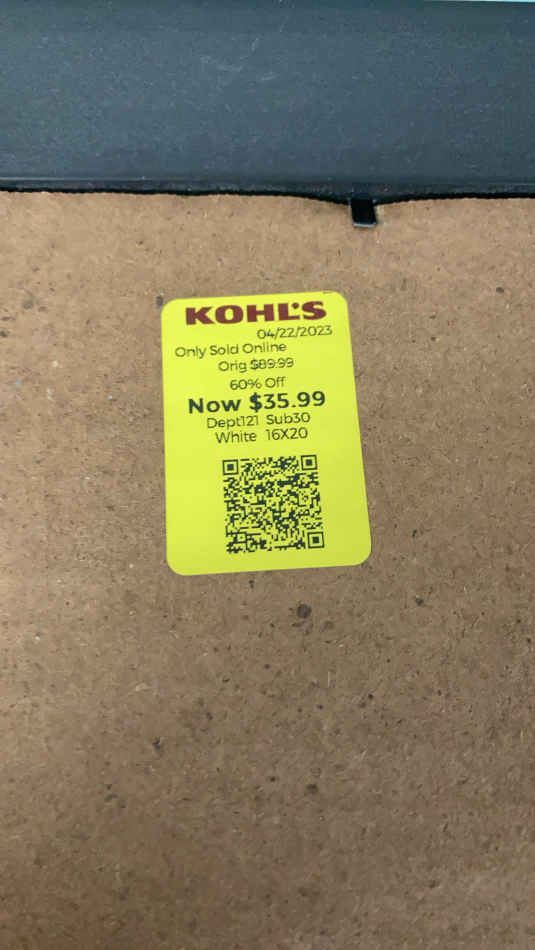 KOHL'S
04/22/2023
Only Sold Online
Orig $89.99
60% Off
Now $35.99
Dept121 Sub30
White 16X20